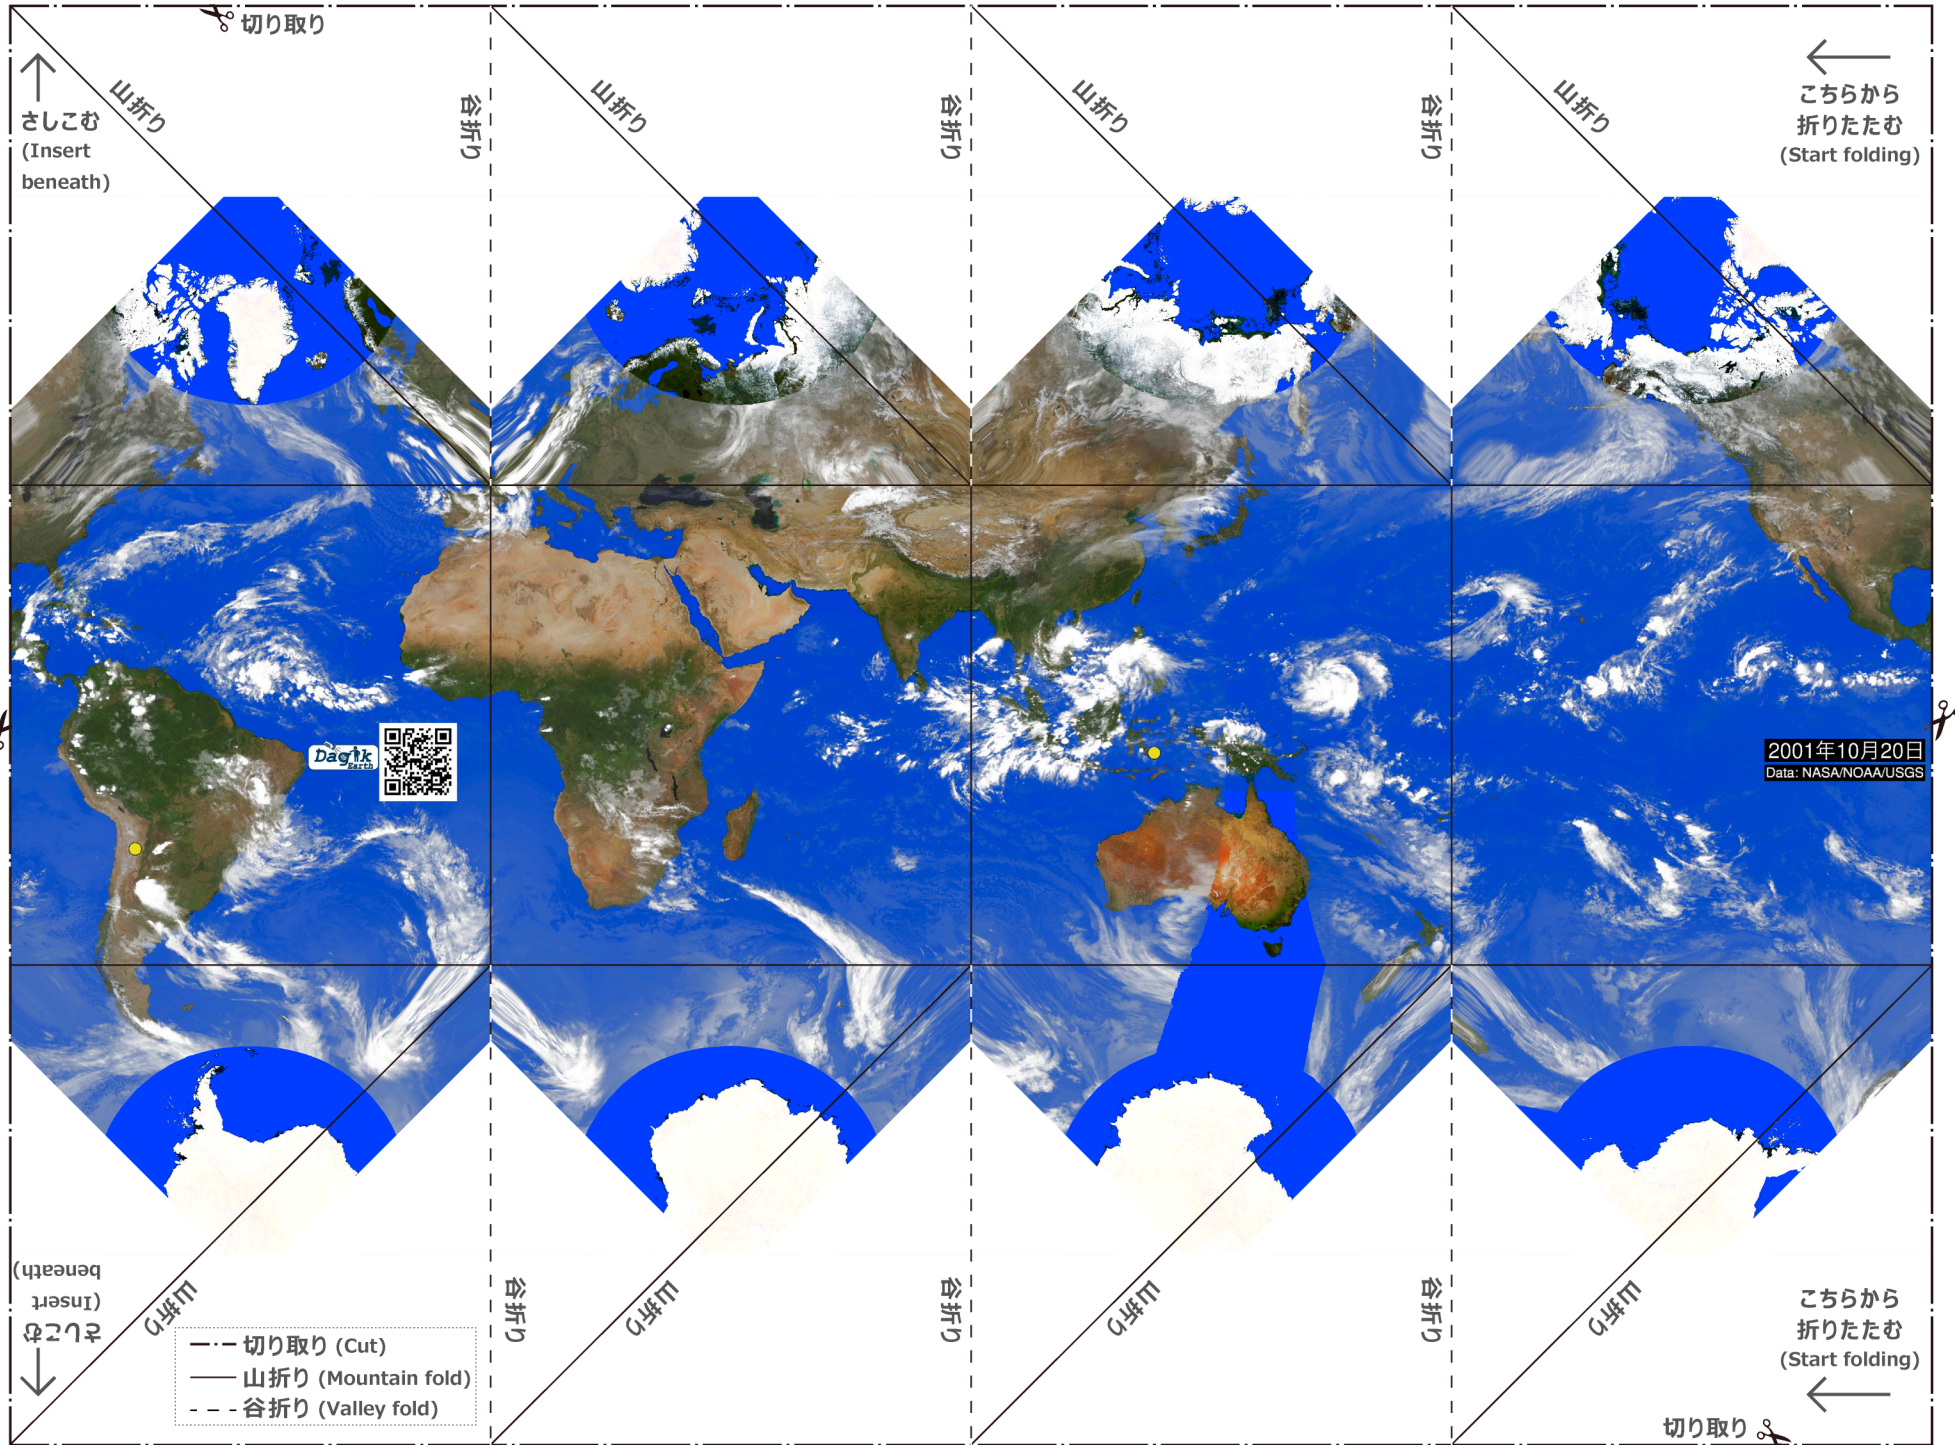 切り取り
さしこむ
(Insert
beneath)
山折り
谷折り
山折り
谷折り
山折り
谷折り
山折り
こちらから
折りたたむ
(Start folding)
Dagik
Earth
2001年10月20日
Data: NASA/NOAA/USGS
さしこむ
(Insert
beneath)
山折り
谷折り
山折り
谷折り
山折り
谷折り
山折り
こちらから
折りたたむ
(Start folding)
切り取り (Cut)
山折り (Mountain fold)
谷折り (Valley fold)
切り取り